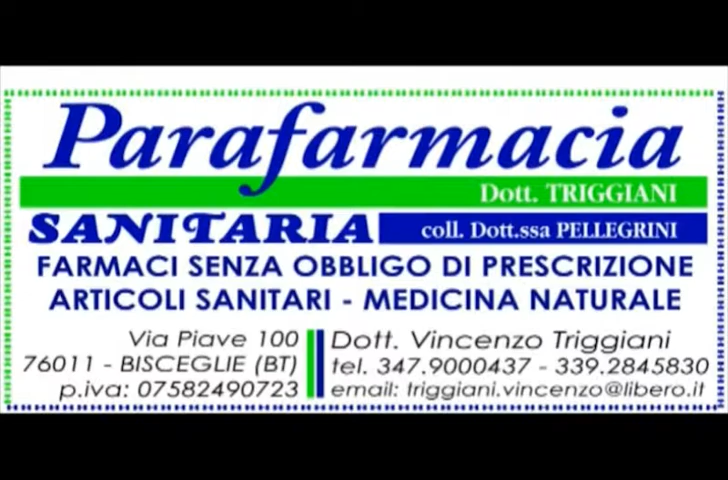 Parafarmacia
Dott. TRIGGIANI
SANITARIA coll. Dott.ssa PELLEGRINI
FARMACI SENZA OBBLIGO DI PRESCRIZIONE
ARTICOLI SANITARI - MEDICINA NATURALE
Via Piave 100
76011 - BISCEGLIE (BT)
p.iva: 07582490723
Dott. Vincenzo Triggiani
tel. 347.9000437 - 339.2845830
email: triggiani.vincenzo@libero.it